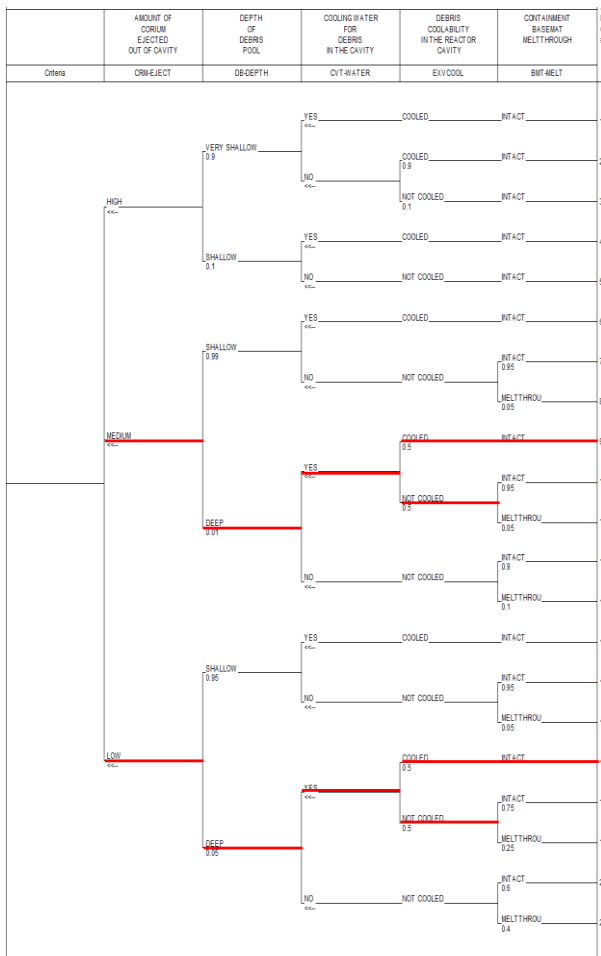 AMOUNT OF
CORIUM
EJECTED
OUT OF CAVITY
DEPTH
OF
DEBRIS
POOL
COOLING WATER
FOR
DEBRIS
IN THE CAVITY
DEBRIS
COOLABILITY
IN THE REACTOR
CAVITY
CONTAINMENT
BASEMAT
MELTTHROUGH
Criteria
CRM-EJECT
DB-DEPTH
CVT-WATER
EXVCOOL
BMT-MELT
YES
<<--
COOLED
INTACT
VERY SHALLOW
0.9
COOLED
0.9
INTACT
NO
<<--
NOT COOLED
0.1
INTACT
HIGH
<<--
YES
<<--
COOLED
INTACT
SHALLOW
0.1
NO
<<--
NOT COOLED
INTACT
YES
<<--
COOLED
INTACT
SHALLOW
0.99
INTACT
0.95
NO
<<--
NOT COOLED
MELTTHROU
0.05
MEDIUM
<<--
COOLED
0.5
INTACT
YES
<<--
INTACT
0.95
NOT COOLED
0.5
MELTTHROU
0.05
DEEP
0.01
INTACT
0.9
NO
<<--
NOT COOLED
MELTTHROU
0.1
YES
<<--
COOLED
INTACT
SHALLOW
0.95
INTACT
0.95
NO
<<--
NOT COOLED
MELTTHROU
0.05
LOW
<<--
COOLED
0.5
INTACT
YES
<<--
INTACT
0.75
NOT COOLED
0.5
MELTTHROU
0.25
DEEP
0.05
INTACT
0.6
NO
<<--
NOT COOLED
MELTTHROU
0.4